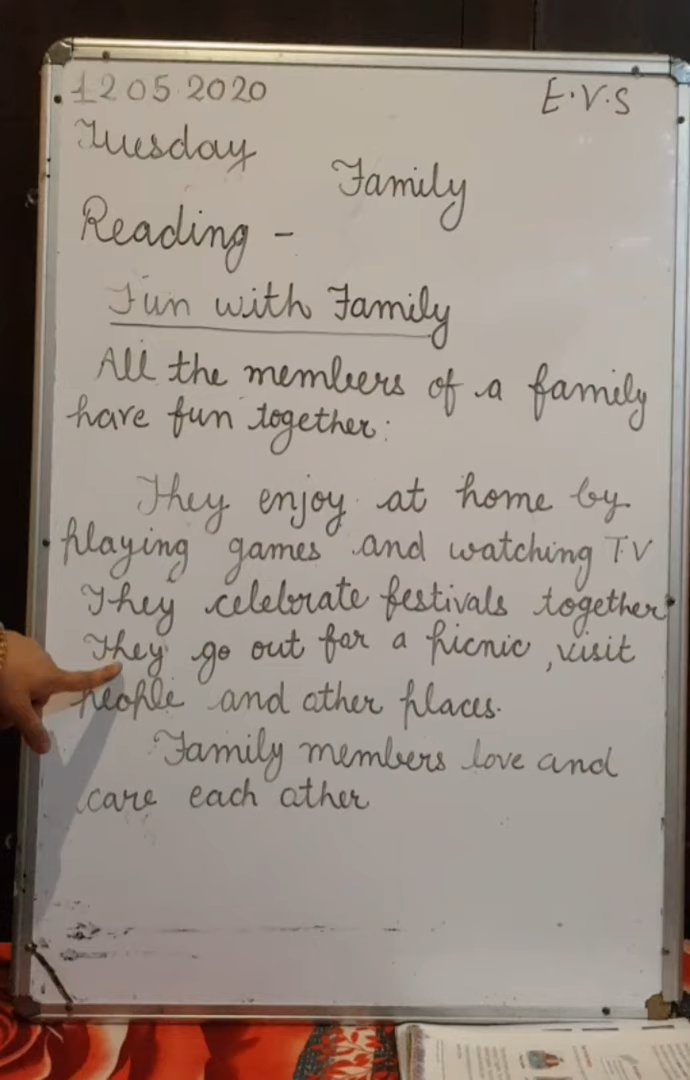 12.05.2020
E.V.S
Tuesday
Family
Reading -
Fun with Family
All the members of a family
have fun together:
They enjoy at home by
playing games and watching TV
They celebrate festivals together
They go out for a picnic, visit
people and other places.
Family members love and
care each other